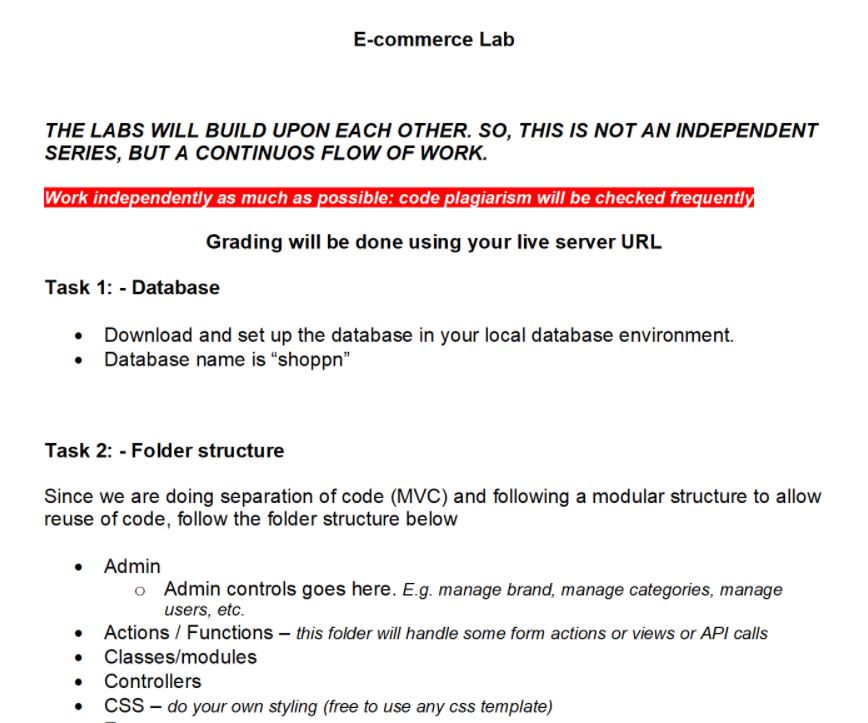 E-commerce Lab
THE LABS WILL BUILD UPON EACH OTHER. SO, THIS IS NOT AN INDEPENDENT
SERIES, BUT A CONTINUOS FLOW OF WORK.
Work independently as much as possible: code plagiarism will be checked frequently
Grading will be done using your live server URL
Task 1: - Database
• Download and set up the database in your local database environment.
• Database name is “shoppn”
Task 2: - Folder structure
Since we are doing separation of code (MVC) and following a modular structure to allow
reuse of code, follow the folder structure below
• Admin
o Admin controls goes here. E.g. manage brand, manage categories, manage
users, etc.
• Actions / Functions – this folder will handle some form actions or views or API calls
• Classes/modules
• Controllers
• CSS – do your own styling (free to use any css template)